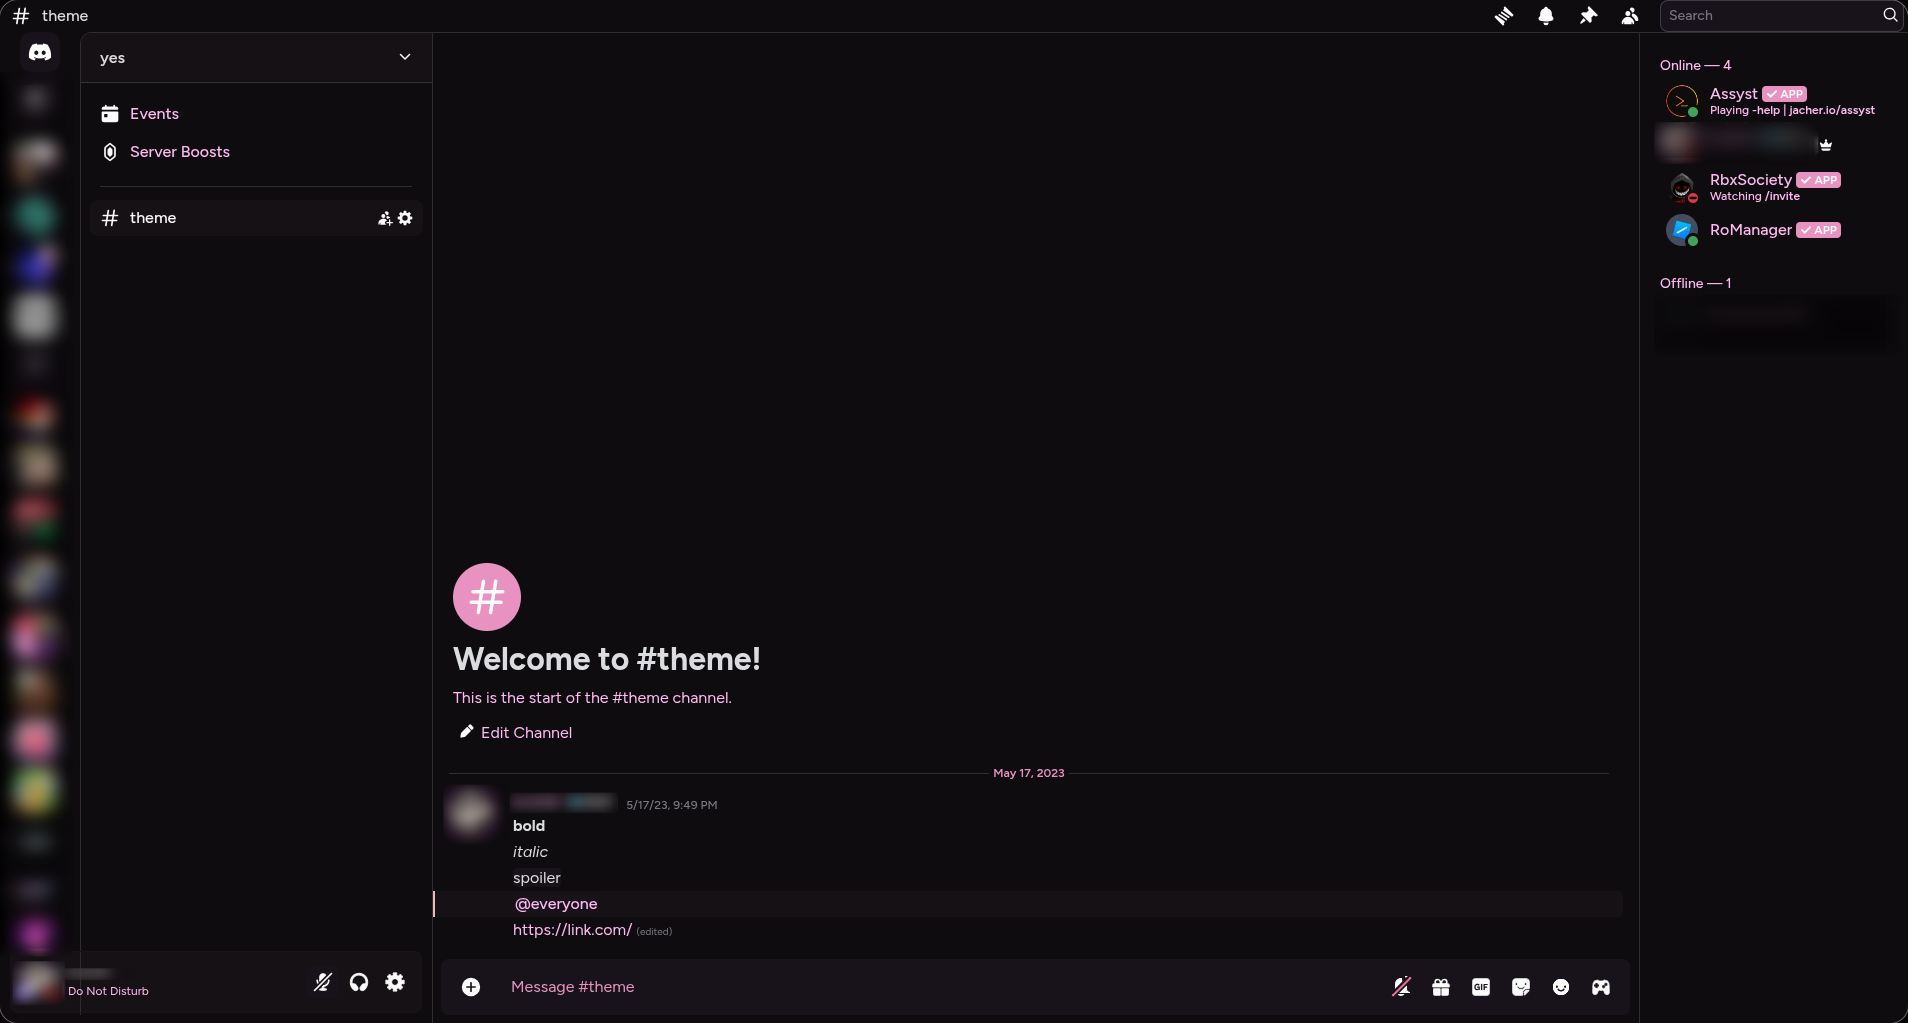 # theme
Search
yes
Events
Server Boosts
# theme
Online — 4
Assyst APP
Playing -help | jacher.io/assyst
RbxSociety APP
Watching /invite
RoManager APP
Offline — 1
#
Welcome to #theme!
This is the start of the #theme channel.
Edit Channel
May 17, 2023
5/17/23, 9:49 PM
bold
italic
spoiler
@everyone
https://link.com/ (edited)
Do Not Disturb
Message #theme
GIF